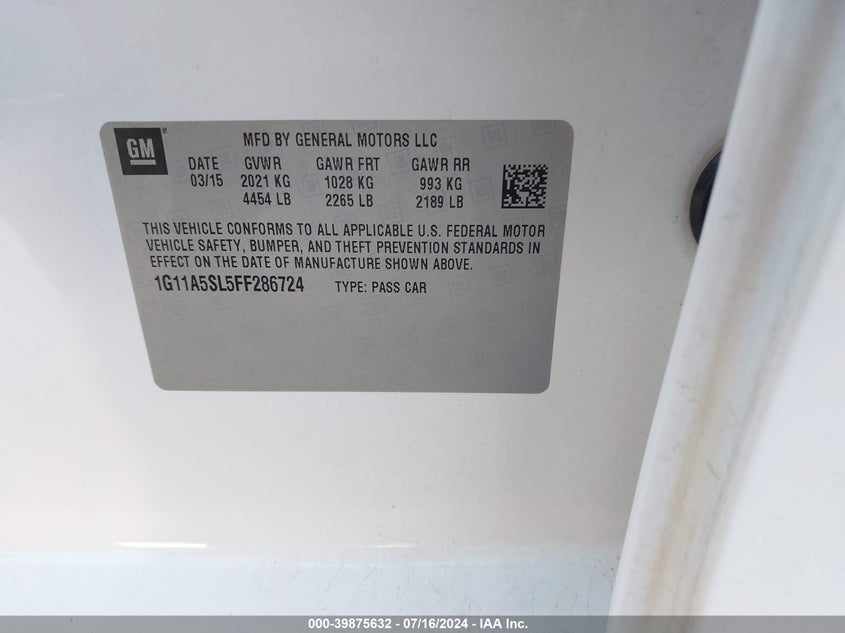 GM
MFD BY GENERAL MOTORS LLC
DATE GVWR GAWR FRT GAWR RR
03/15 2021 KG 1028 KG 993 KG
4454 LB 2265 LB 2189 LB
THIS VEHICLE CONFORMS TO ALL APPLICABLE U.S. FEDERAL MOTOR
VEHICLE SAFETY, BUMPER, AND THEFT PREVENTION STANDARDS IN
EFFECT ON THE DATE OF MANUFACTURE SHOWN ABOVE.
1G11A5SL5FF286724 TYPE: PASS CAR
000-39875632 - 07/16/2024 - IAA Inc.